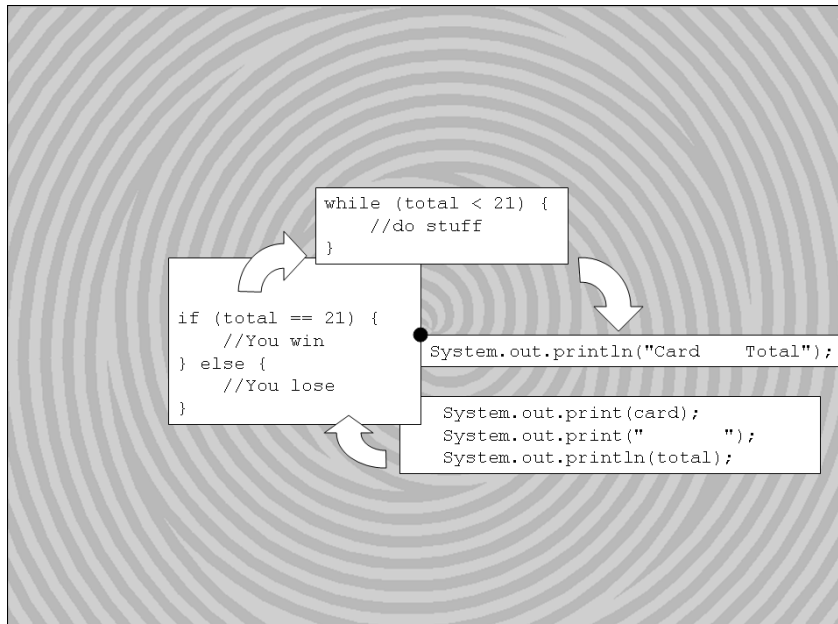 while (total < 21) {
    //do stuff
}
if (total == 21) {
    //You win
} else {
    //You lose
}
System.out.println("Card    Total");
System.out.print(card);
System.out.print("       ");
System.out.println(total);